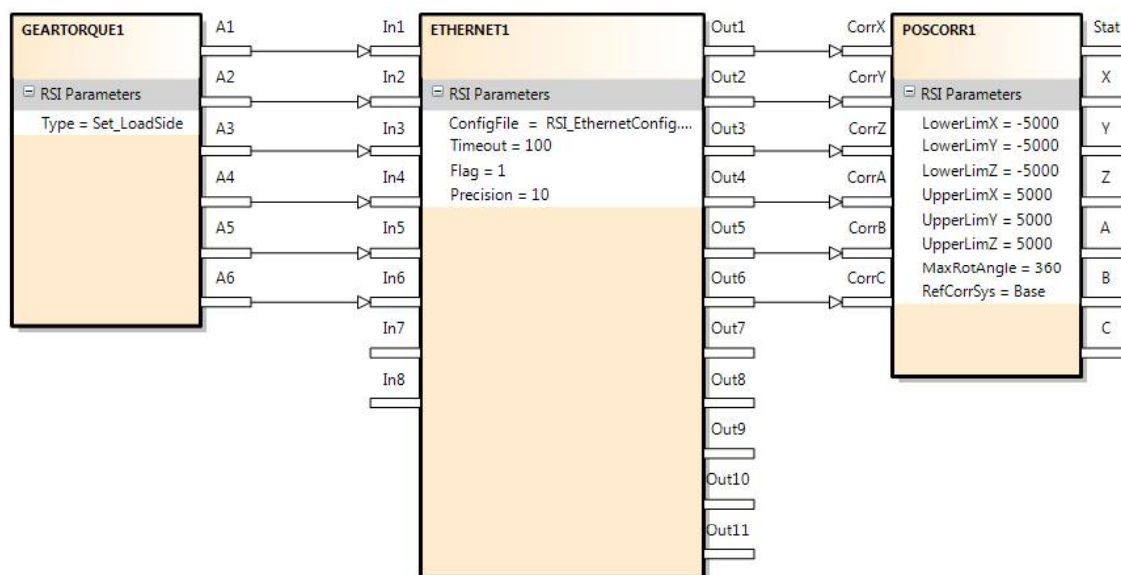 GEARTORQUE1
RSI Parameters
Type = Set_LoadSide
A1
A2
A3
A4
A5
A6
In1
In2
In3
In4
In5
In6
In7
In8
ETHERNET1
RSI Parameters
ConfigFile = RSI_EthernetConfig....
Timeout = 100
Flag = 1
Precision = 10
Out1
Out2
Out3
Out4
Out5
Out6
Out7
Out8
Out9
Out10
Out11
CorrX
CorrY
CorrZ
CorrA
CorrB
CorrC
POSCORR1
RSI Parameters
LowerLimX = -5000
LowerLimY = -5000
LowerLimZ = -5000
UpperLimX = 5000
UpperLimY = 5000
UpperLimZ = 5000
MaxRotAngle = 360
RefCorrSys = Base
Stat
X
Y
Z
A
B
C